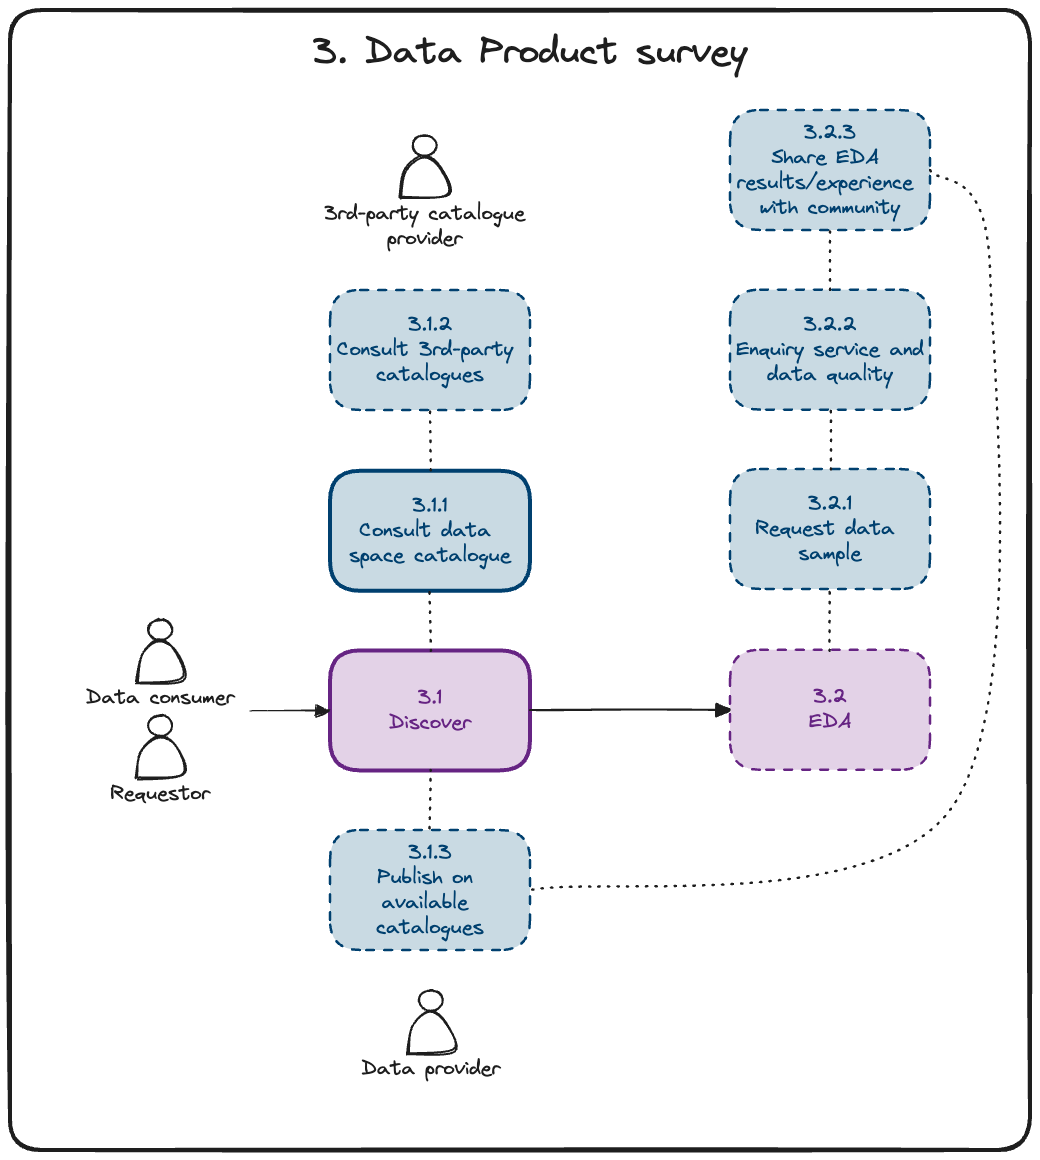 3. Data Product survey
3rd-party catalogue
provider
3.1.2
Consult 3rd-party
catalogues
3.1.1
Consult data
space catalogue
Data consumer
Requestor
3.1
Discover
3.1.3
Publish on
available
catalogues
Data provider
3.2.3
Share EDA
results/experience
with community
3.2.2
Enquiry service and
data quality
3.2.1
Request data
sample
3.2
EDA